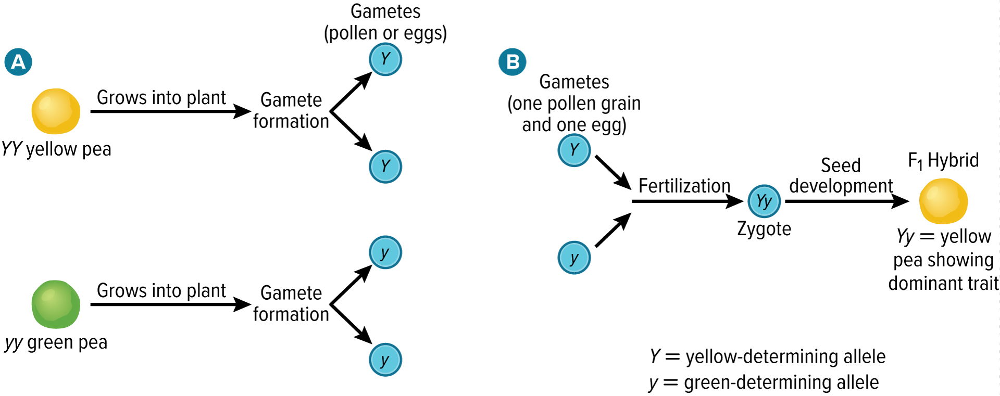 A
Gametes
(pollen or eggs)
Y
Grows into plant
Gamete
formation
YY yellow pea
Y
y
Grows into plant
Gamete
formation
yy green pea
y
B
Gametes
(one pollen grain
and one egg)
Y
y
Fertilization
Yy
Zygote
Seed
development
F₁ Hybrid
Yy = yellow
pea showing
dominant trait
Y = yellow-determining allele
y = green-determining allele